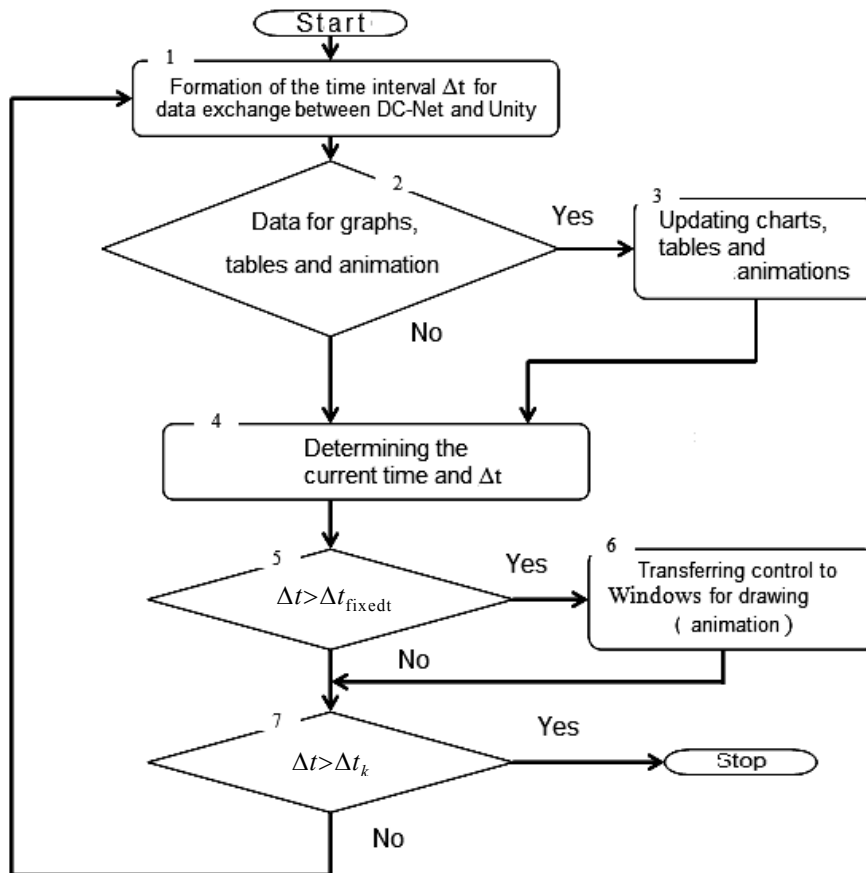 Start
1
Formation of the time interval Δt for
data exchange between DC-Net and Unity
2
Data for graphs,
tables and animation
Yes
3
Updating charts,
tables and
.animations
No
4
Determining the
current time and Δt
5
Δt>Δt_fixedt
Yes
6
Transferring control to
Windows for drawing
( animation )
No
7
Δt>Δt_k
Yes
Stop
No